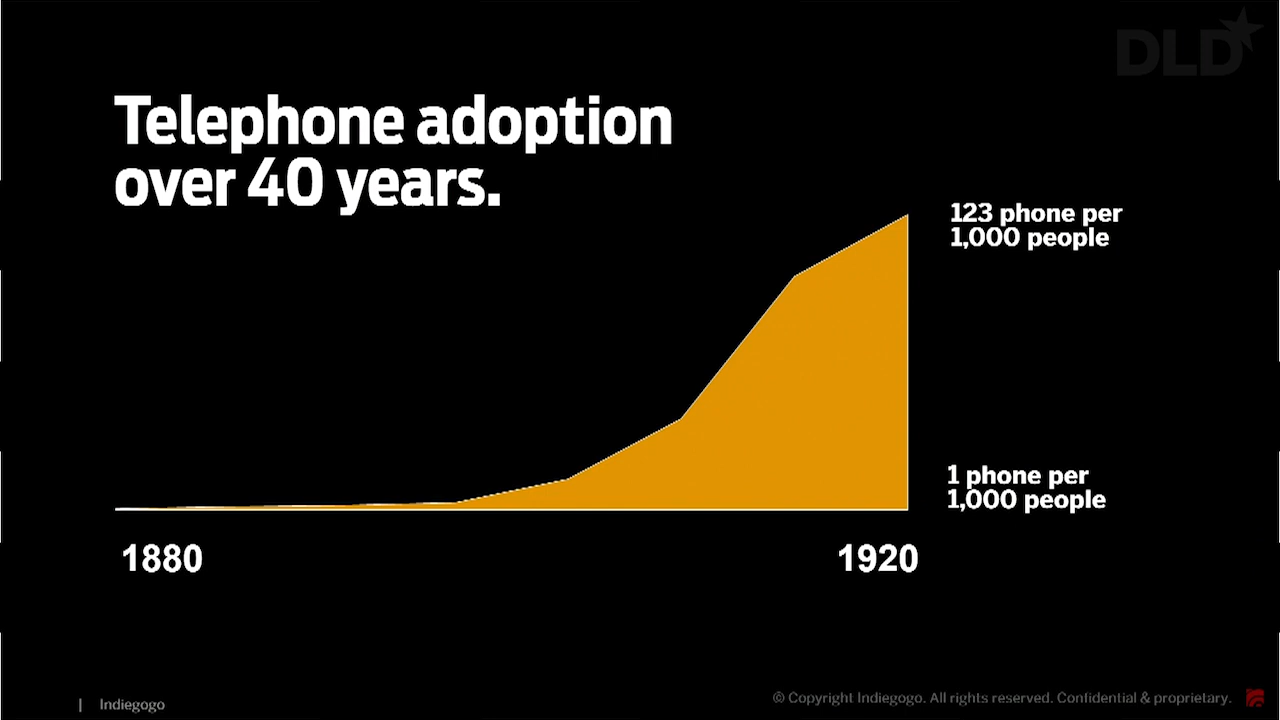 DLD
Telephone adoption
over 40 years.
123 phone per
1,000 people
1 phone per
1,000 people
1880
1920
| Indiegogo
© Copyright Indiegogo. All rights reserved. Confidential & proprietary.